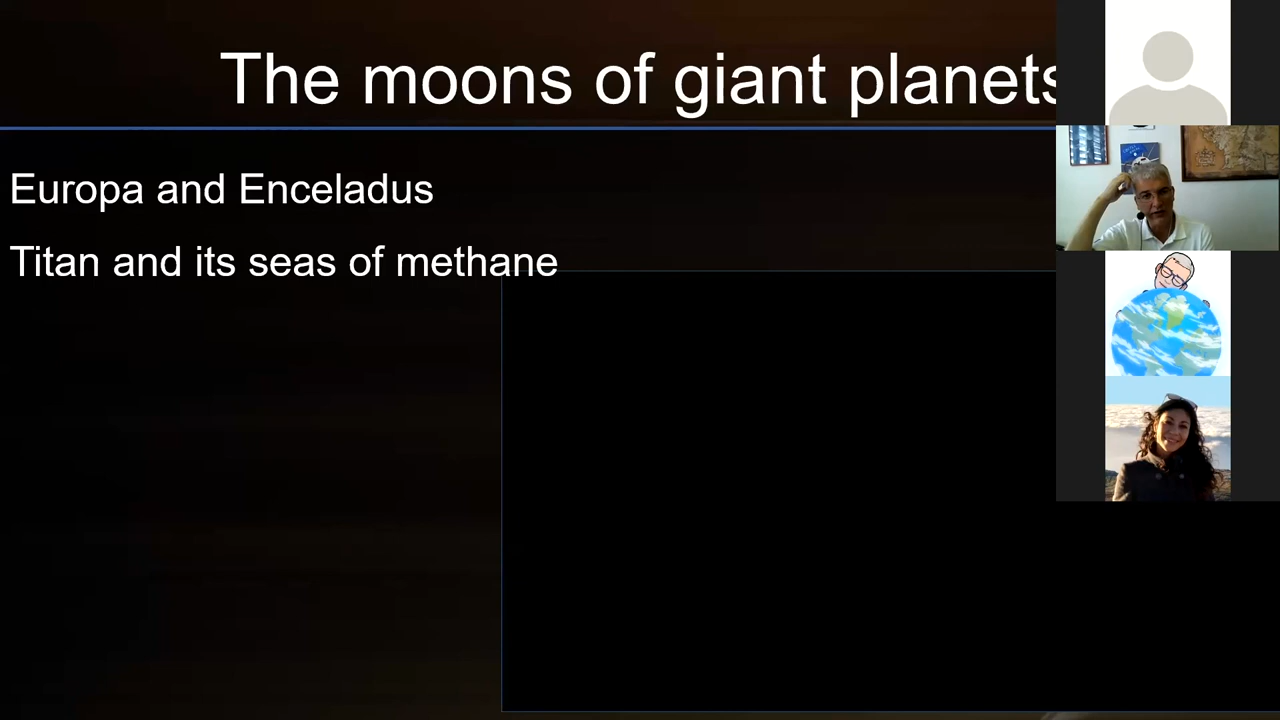 The moons of giant planets
Europa and Enceladus
Titan and its seas of methane